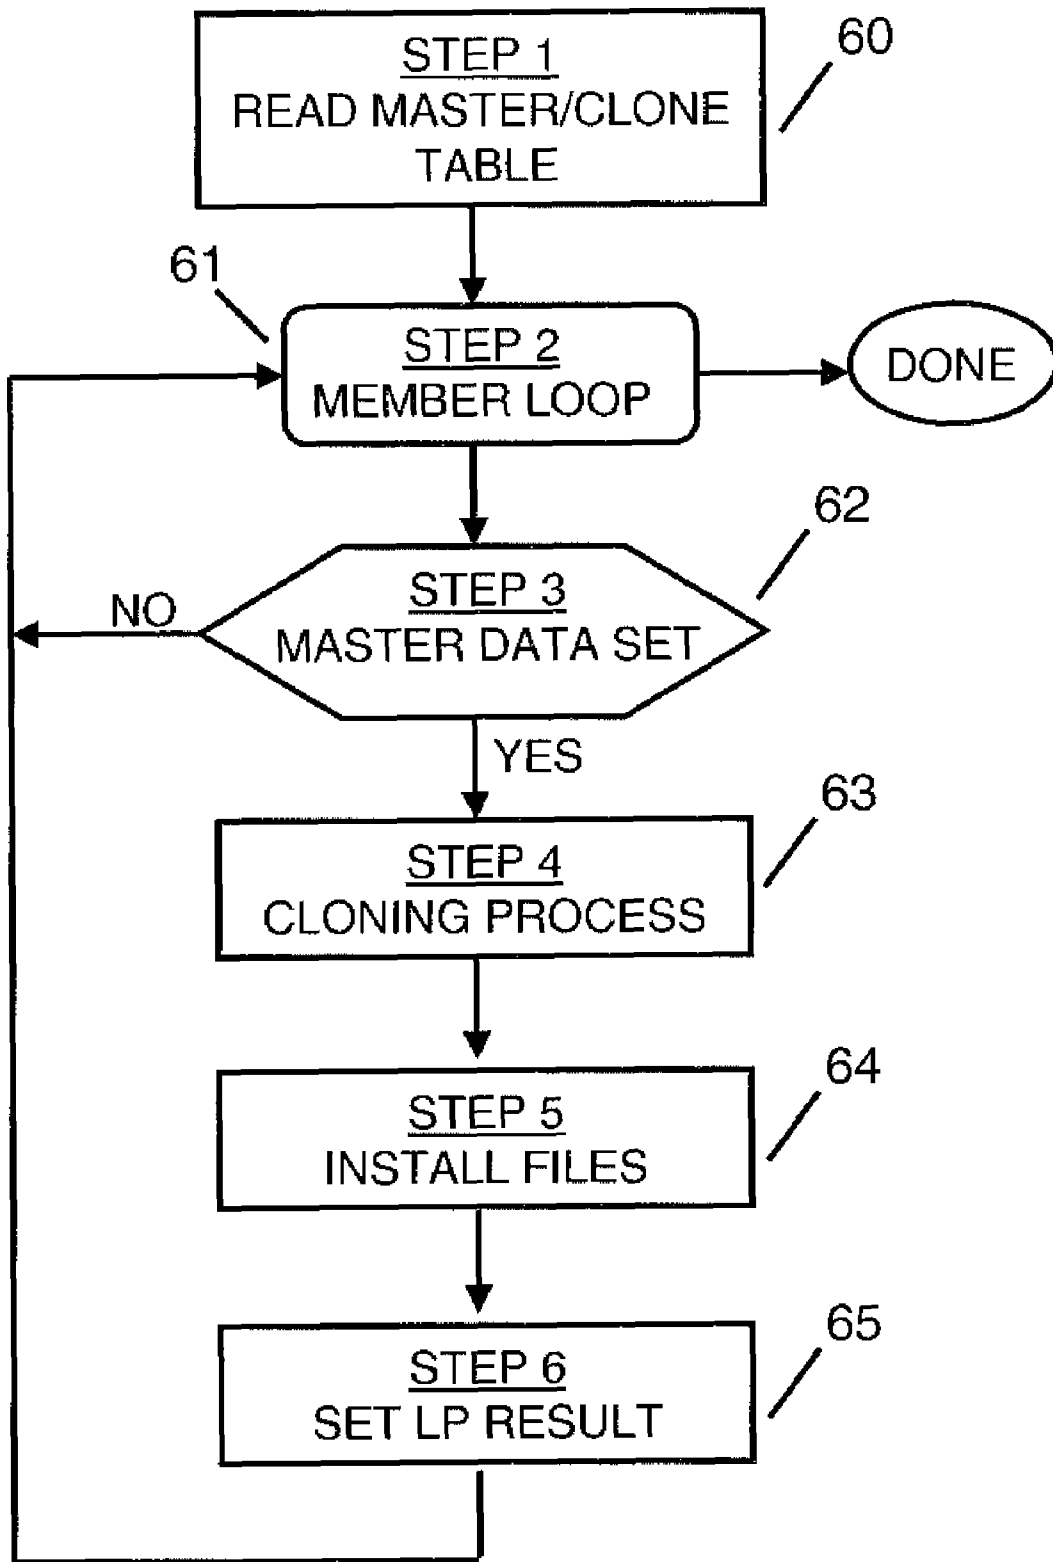 STEP 1
READ MASTER/CLONE
TABLE
60
61
STEP 2
MEMBER LOOP
DONE
62
STEP 3
MASTER DATA SET
NO
YES
63
STEP 4
CLONING PROCESS
64
STEP 5
INSTALL FILES
65
STEP 6
SET LP RESULT